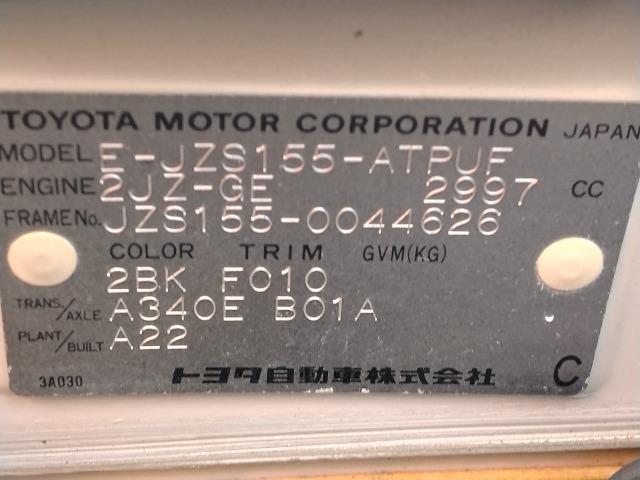 TOYOTA MOTOR CORPORATION JAPAN
MODEL E-JZS155-ATPUF
ENGINE 2JZ-GE 2997 CC
FRAME No. JZS155-0044626
COLOR TRIM GVM(KG)
2BK F010
TRANS./AXLE A340E B01A
PLANT/BUILT A22
3A030 トヨタ自動車株式会社 C